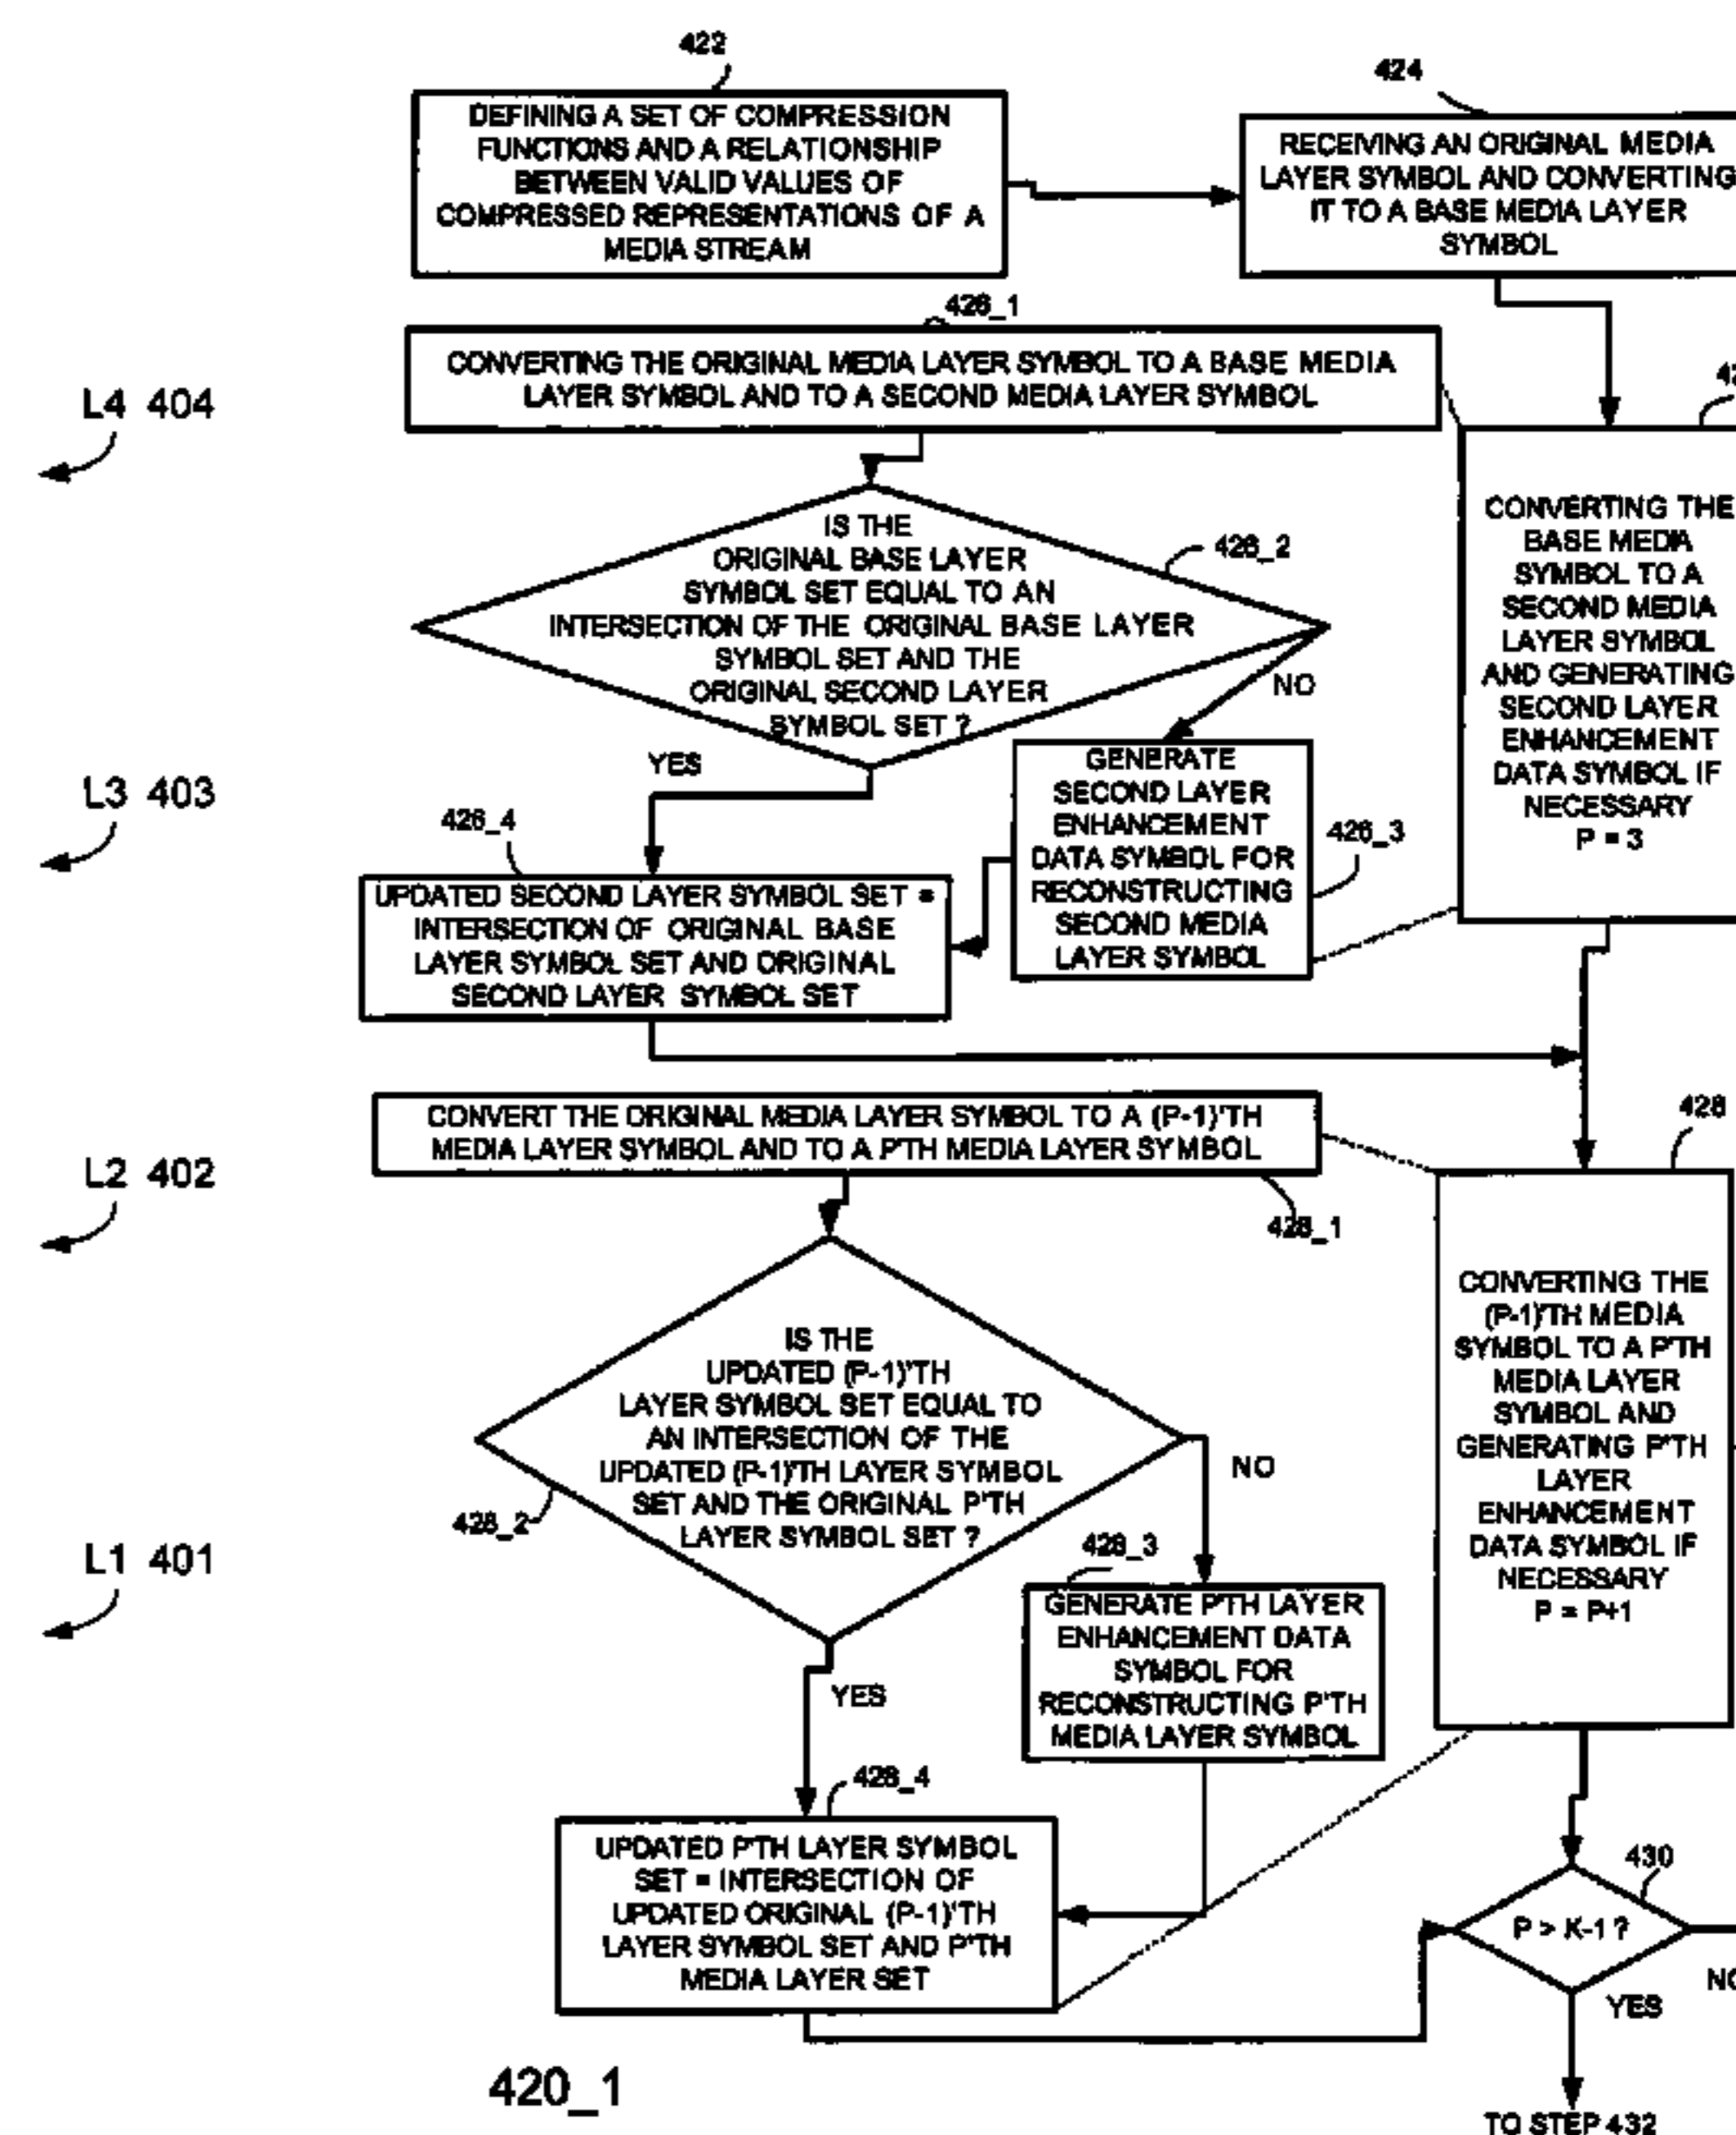 422
DEFINING A SET OF COMPRESSION
FUNCTIONS AND A RELATIONSHIP
BETWEEN VALID VALUES OF
COMPRESSED REPRESENTATIONS OF A
MEDIA STREAM
424
RECEIVING AN ORIGINAL MEDIA
LAYER SYMBOL AND CONVERTING
IT TO A BASE MEDIA LAYER
SYMBOL
426_1
CONVERTING THE ORIGINAL MEDIA LAYER SYMBOL TO A BASE MEDIA
LAYER SYMBOL AND TO A SECOND MEDIA LAYER SYMBOL
L4 404
IS THE
ORIGINAL BASE LAYER
SYMBOL SET EQUAL TO AN
INTERSECTION OF THE ORIGINAL BASE LAYER
SYMBOL SET AND THE
ORIGINAL SECOND LAYER
SYMBOL SET ?
426_2
NO
YES
CONVERTING THE
BASE MEDIA
SYMBOL TO A
SECOND MEDIA
LAYER SYMBOL
AND GENERATING
SECOND LAYER
ENHANCEMENT
DATA SYMBOL IF
NECESSARY
P = 3
L3 403
GENERATE
SECOND LAYER
ENHANCEMENT
DATA SYMBOL FOR
RECONSTRUCTING
SECOND MEDIA
LAYER SYMBOL
426_3
426_4
UPDATED SECOND LAYER SYMBOL SET =
INTERSECTION OF ORIGINAL BASE
LAYER SYMBOL SET AND ORIGINAL
SECOND LAYER SYMBOL SET
CONVERT THE ORIGINAL MEDIA LAYER SYMBOL TO A (P-1)'TH
MEDIA LAYER SYMBOL AND TO A P'TH MEDIA LAYER SYMBOL
428
L2 402
428_1
IS THE
UPDATED (P-1)'TH
LAYER SYMBOL SET EQUAL TO
AN INTERSECTION OF THE
UPDATED (P-1)'TH LAYER SYMBOL
SET AND THE ORIGINAL P'TH
LAYER SYMBOL SET ?
428_2
NO
YES
CONVERTING THE
(P-1)'TH MEDIA
SYMBOL TO A P'TH
MEDIA LAYER
SYMBOL AND
GENERATING P'TH
LAYER
ENHANCEMENT
DATA SYMBOL IF
NECESSARY
P = P+1
L1 401
428_3
GENERATE P'TH LAYER
ENHANCEMENT DATA
SYMBOL FOR
RECONSTRUCTING P'TH
MEDIA LAYER SYMBOL
428_4
UPDATED P'TH LAYER SYMBOL
SET = INTERSECTION OF
UPDATED ORIGINAL (P-1)'TH
LAYER SYMBOL SET AND P'TH
MEDIA LAYER SET
430
P > K-1 ?
YES
420_1
TO STEP 432